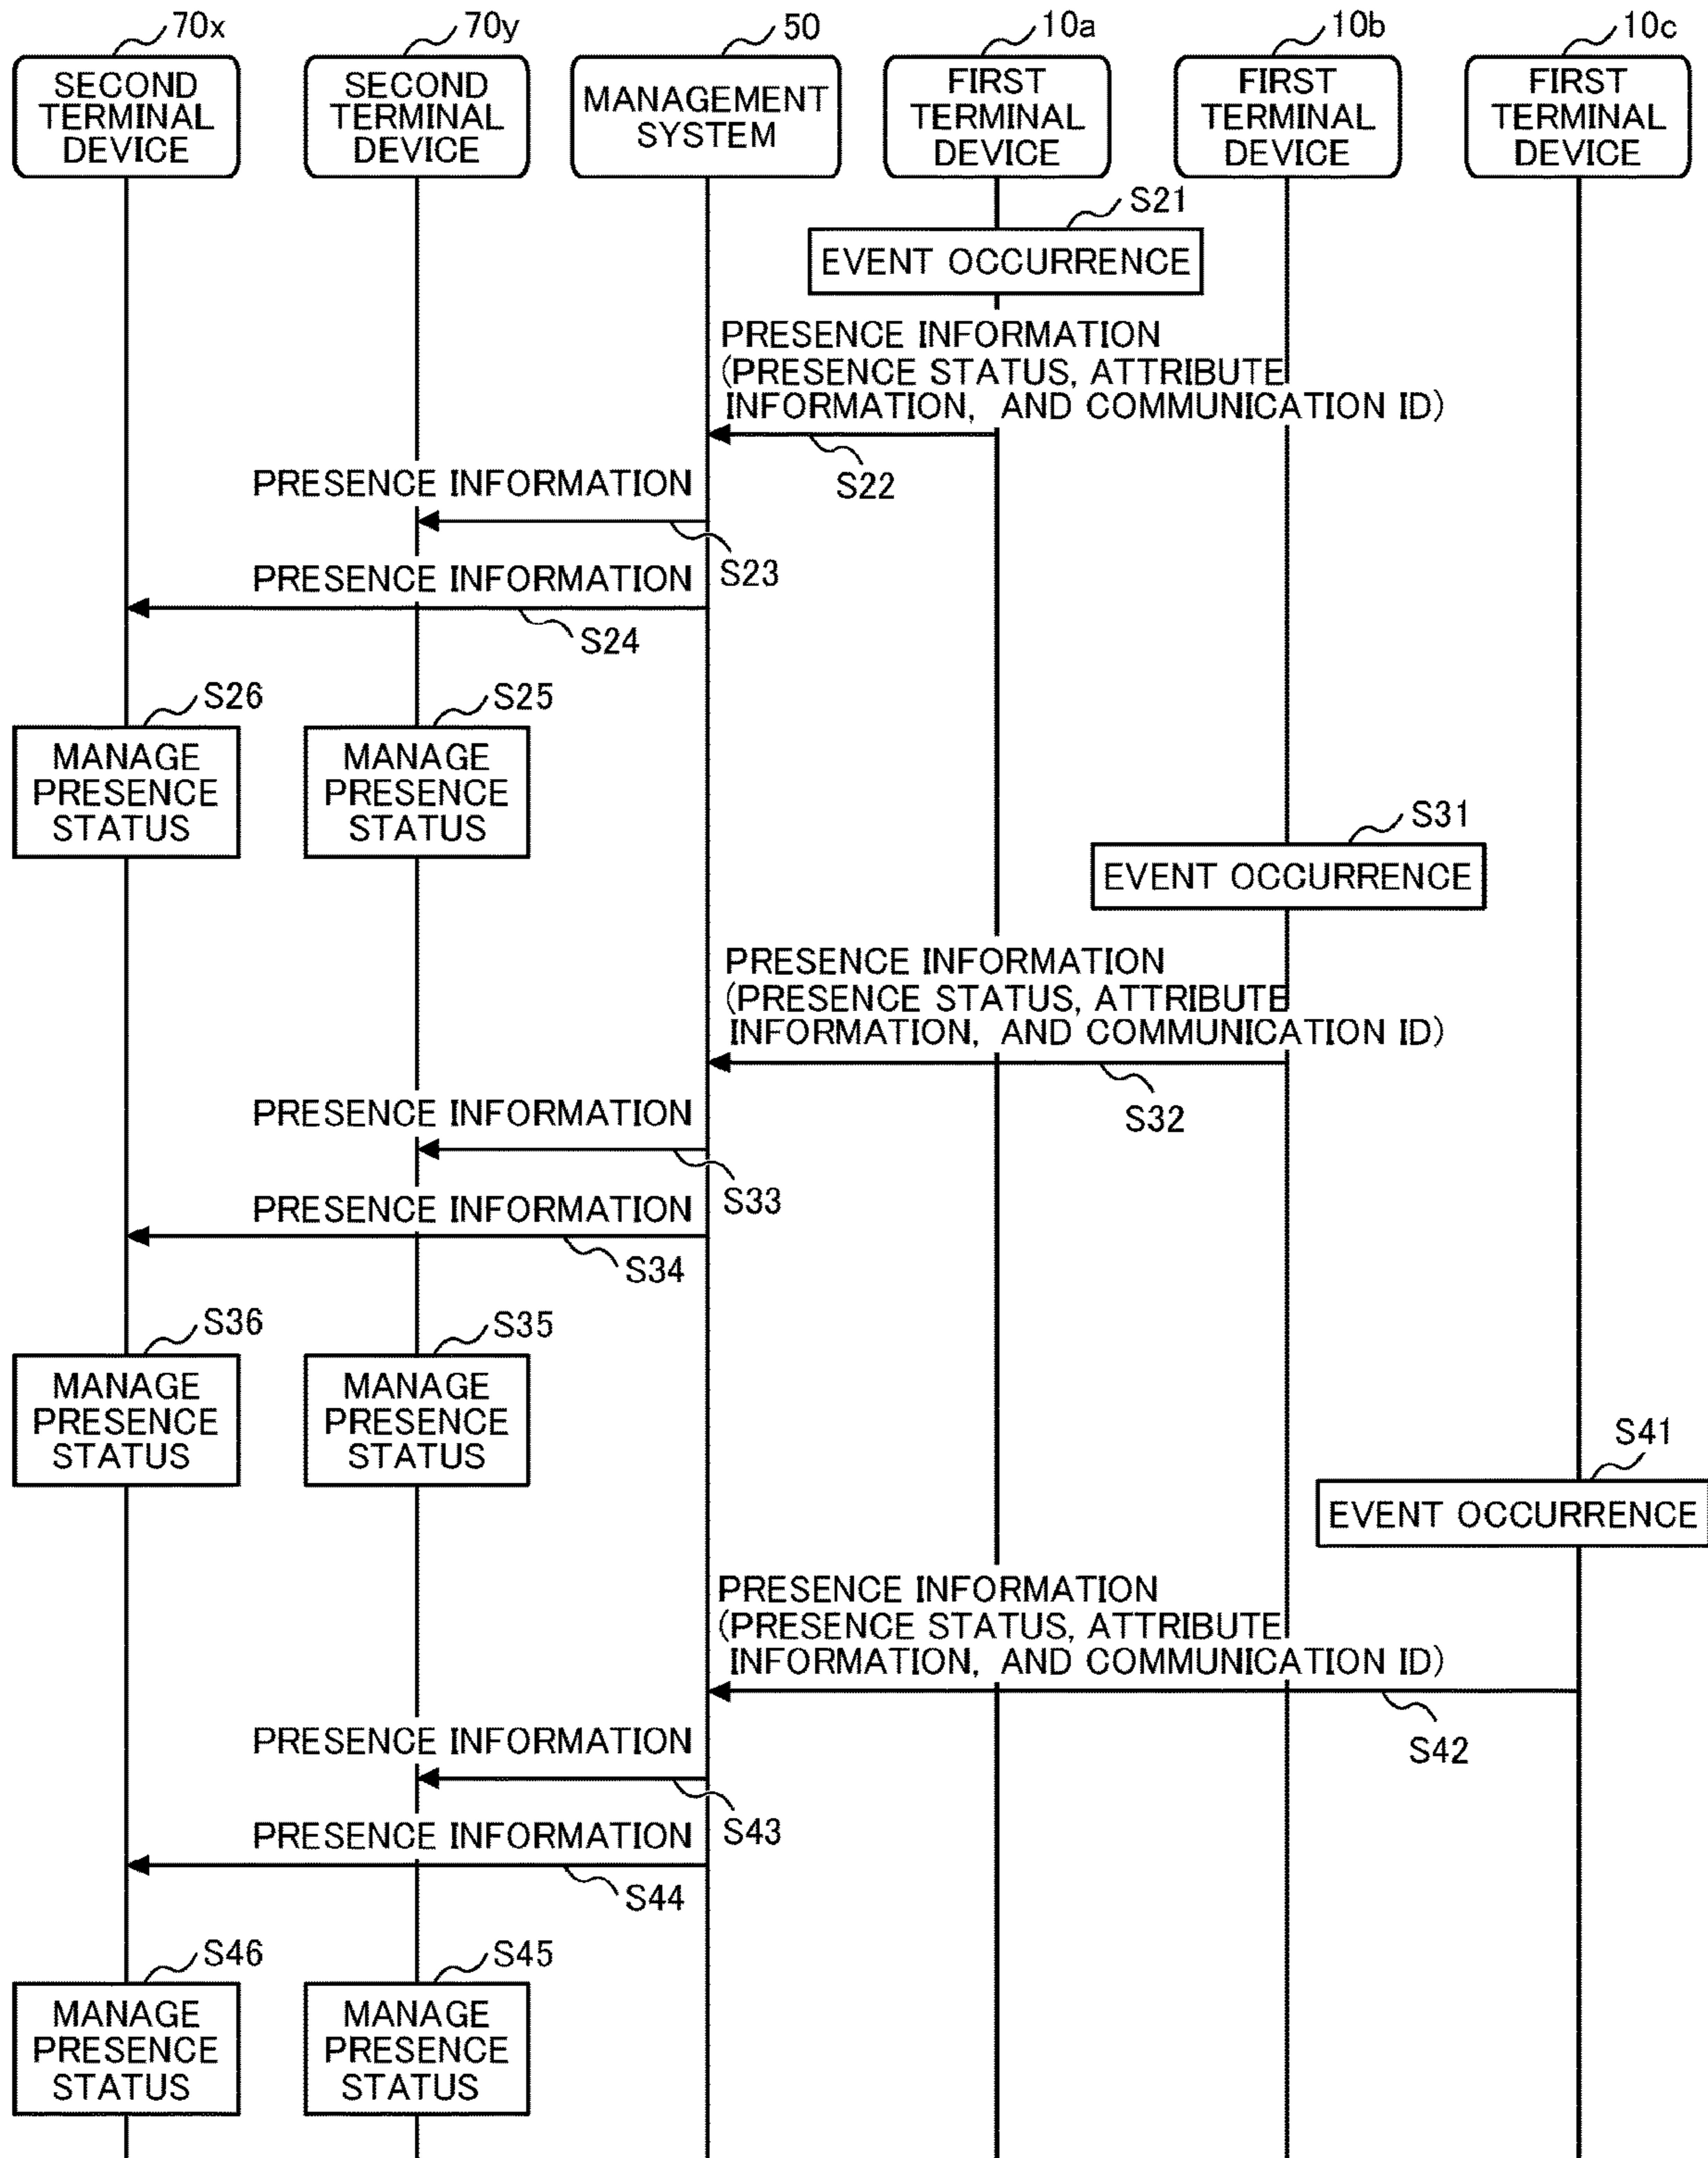 70x
70y
50
10a
10b
10c
SECOND
TERMINAL
DEVICE
SECOND
TERMINAL
DEVICE
MANAGEMENT
SYSTEM
FIRST
TERMINAL
DEVICE
FIRST
TERMINAL
DEVICE
FIRST
TERMINAL
DEVICE
S21
EVENT OCCURRENCE
PRESENCE INFORMATION
(PRESENCE STATUS, ATTRIBUTE
INFORMATION, AND COMMUNICATION ID)
S22
PRESENCE INFORMATION
S23
PRESENCE INFORMATION
S24
S26
MANAGE
PRESENCE
STATUS
S25
MANAGE
PRESENCE
STATUS
S31
EVENT OCCURRENCE
PRESENCE INFORMATION
(PRESENCE STATUS, ATTRIBUTE
INFORMATION, AND COMMUNICATION ID)
S32
PRESENCE INFORMATION
S33
PRESENCE INFORMATION
S34
S36
MANAGE
PRESENCE
STATUS
S35
MANAGE
PRESENCE
STATUS
S41
EVENT OCCURRENCE
PRESENCE INFORMATION
(PRESENCE STATUS, ATTRIBUTE
INFORMATION, AND COMMUNICATION ID)
S42
PRESENCE INFORMATION
S43
PRESENCE INFORMATION
S44
S46
MANAGE
PRESENCE
STATUS
S45
MANAGE
PRESENCE
STATUS